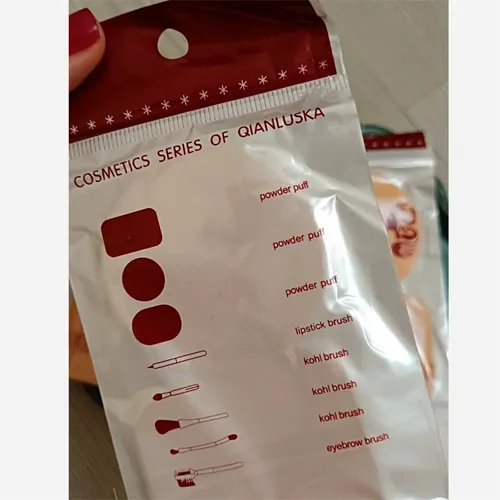 COSMETICS SERIES OF QIANLUSKA
powder puff
powder puff
powder puff
lipstick brush
kohl brush
kohl brush
kohl brush
eyebrow brush